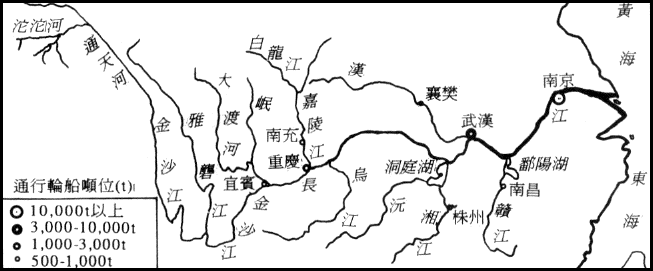 沱沱河
通天河
金沙江
雅礱江
大渡河
岷
白龍江
嘉陵江
漢
襄樊
南充
重慶
宜賓
金沙江
長
烏江
洞庭湖
沅
湘江
江
株州
武漢
鄱陽湖
南昌
贛江
南京
江
黃海
東海
通行輪船噸位(t)
10,000t以上
3,000-10,000t
1,000-3,000t
500-1,000t